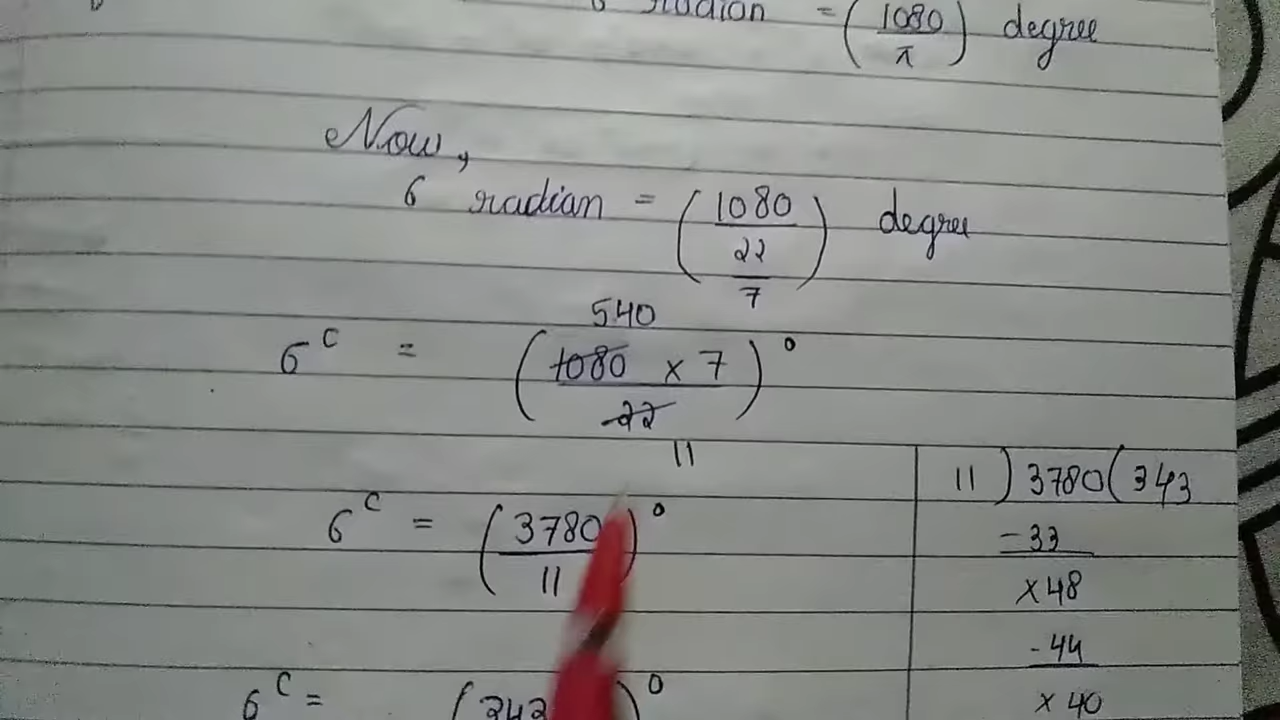 radian = (1080/π) degree
Now,
6 radian = (1080/(22/7)) degree
540
6^c = (1080 × 7/22)°
11
6^c = (3780/11)°
11 ) 3780 ( 343
-33
×48
-44
×40
6^c = ( )°